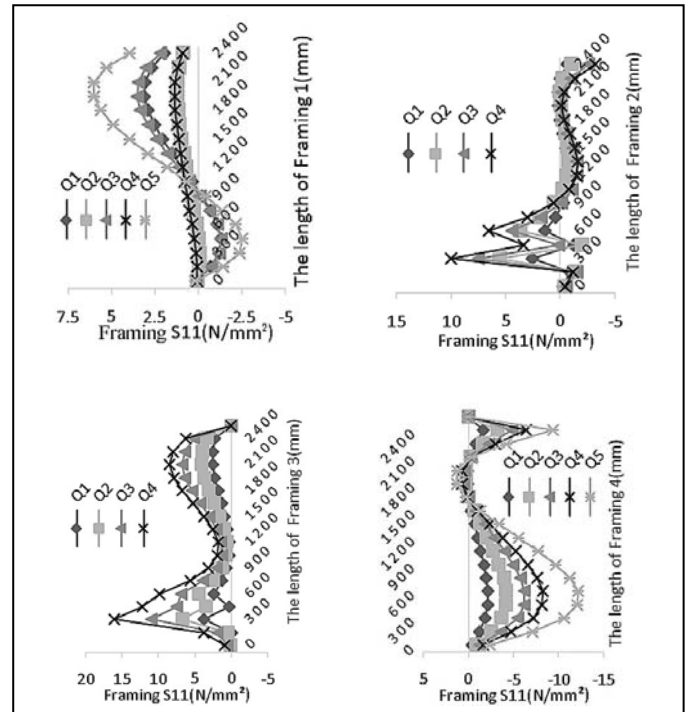 Q1 Q2 Q3 Q4 Q5
2400
2100
1800
1500
1200
900
600
300
0
The length of Framing 1(mm)
7.5 5 2.5 0 -2.5 -5
Framing S11(N/mm²)
Q1 Q2 Q3 Q4
2400
2100
1800
1500
1200
900
600
300
0
The length of Framing 2(mm)
15 10 5 0 -5
Framing S11(N/mm²)
Q1 Q2 Q3 Q4
2400
2100
1800
1500
1200
900
600
300
0
The length of Framing 3(mm)
20 15 10 5 0
Framing S11(N/mm²)
Q1 Q2 Q3 Q4 Q5
2400
2100
1800
1500
1200
900
600
300
0
The length of Framing 4(mm)
5 0 -5 -10 -15
Framing S11(N/mm²)